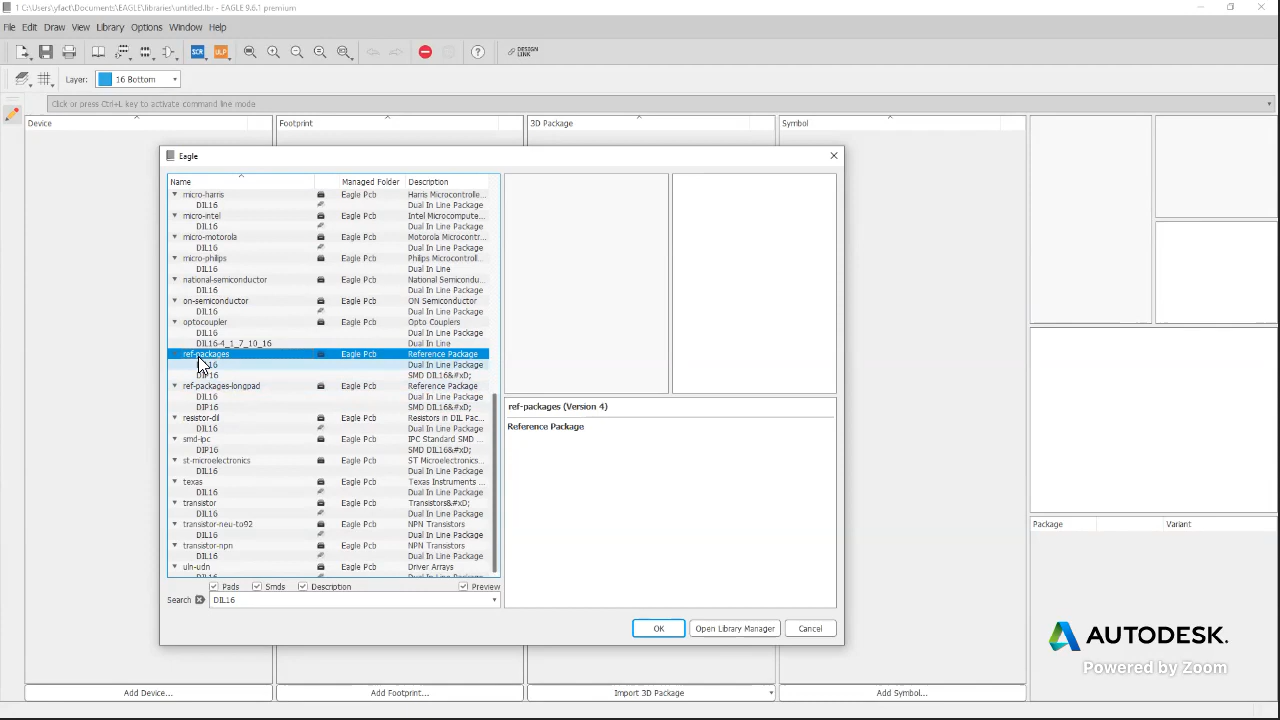 1 C:\Users\yfact\Documents\EAGLE\libraries\untitled.lbr - EAGLE 9.6.1 premium
File Edit Draw View Library Options Window Help
SCR ULP DESIGN LINK
Layer: 16 Bottom
Click or press Ctrl+L key to activate command line mode
Device Footprint 3D Package Symbol
Eagle
Name Managed Folder Description
micro-harris Eagle Pcb Harris Microcontrolle...
DIL16 Dual In Line Package
micro-intel Eagle Pcb Intel Microcompute...
DIL16 Dual In Line Package
micro-motorola Eagle Pcb Motorola Microcontr...
DIL16 Dual In Line Package
micro-philips Eagle Pcb Philips Microcontroll...
DIL16 Dual In Line
national-semiconductor Eagle Pcb National Semicondu...
DIL16 Dual In Line Package
on-semiconductor Eagle Pcb ON Semiconductor
DIL16 Dual In Line Package
optocoupler Eagle Pcb Opto Couplers
DIL16 Dual In Line Package
DIL16-4_1_7_10_16 Dual In Line
ref-packages Eagle Pcb Reference Package
Dual In Line Package
DIP16 SMD DIL16&#xD;
ref-packages-longpad Eagle Pcb Reference Package
DIL16 Dual In Line Package
DIP16 SMD DIL16&#xD;
resistor-dil Eagle Pcb Resistors in DIL Pac...
DIL16 Dual In Line Package
smd-ipc Eagle Pcb IPC Standard SMD ...
DIP16 SMD DIL16&#xD;
st-microelectronics Eagle Pcb ST Microelectronics...
DIL16 Dual In Line Package
texas Eagle Pcb Texas Instruments ...
DIL16 Dual In Line Package
transistor Eagle Pcb Transistors&#xD;
DIL16 Dual In Line Package
transistor-neu-to92 Eagle Pcb NPN Transistors
DIL16 Dual In Line Package
transistor-npn Eagle Pcb NPN Transistors
DIL16 Dual In Line Package
uln-udn Eagle Pcb Driver Arrays
DIL16 Dual In Line Package
Pads Smds Description Preview
Search DIL16
ref-packages (Version 4)
Reference Package
OK Open Library Manager Cancel
Package Variant
AUTODESK.
Powered by Zoom
Add Device... Add Footprint... Import 3D Package Add Symbol...